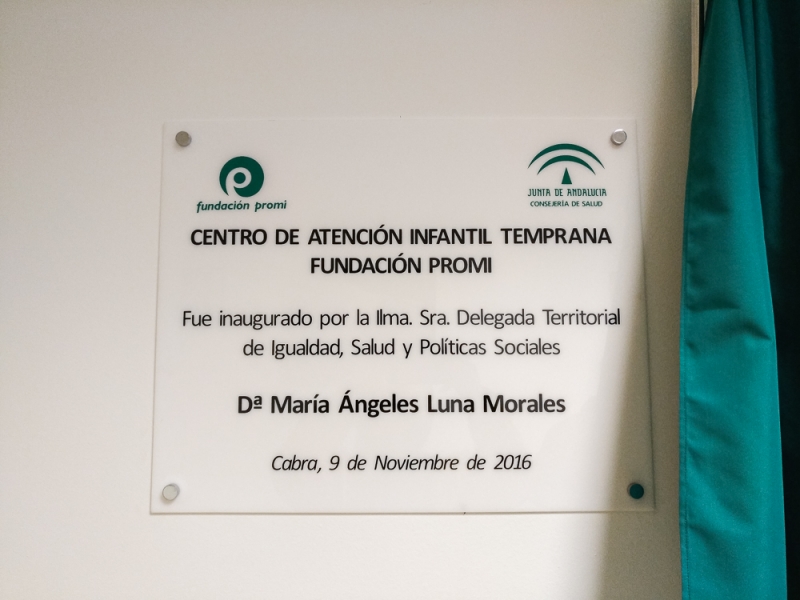 fundación promi
JUNTA DE ANDALUCIA
CONSEJERÍA DE SALUD
CENTRO DE ATENCIÓN INFANTIL TEMPRANA
FUNDACIÓN PROMI
Fue inaugurado por la Ilma. Sra. Delegada Territorial
de Igualdad, Salud y Políticas Sociales
Dª María Ángeles Luna Morales
Cabra, 9 de Noviembre de 2016